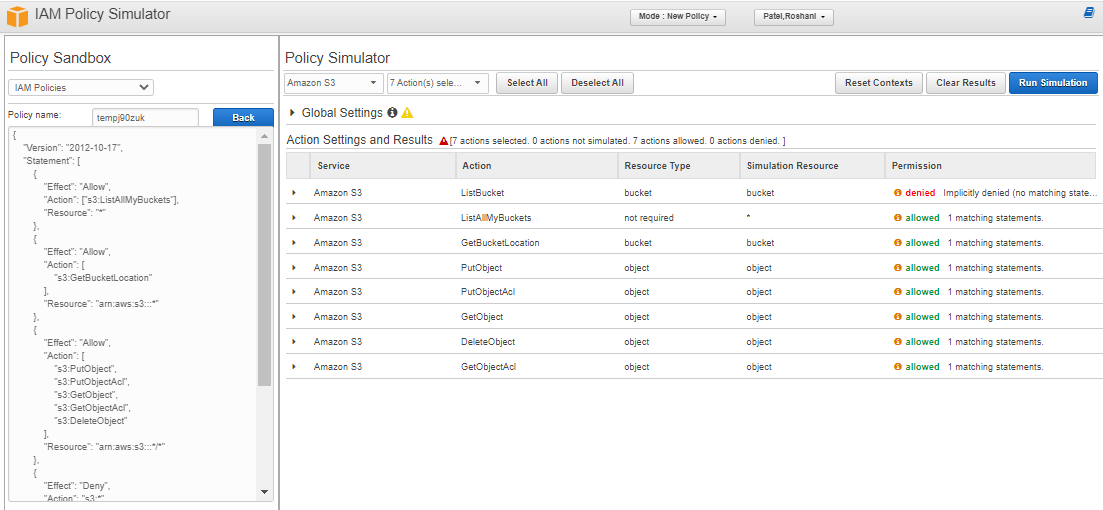 IAM Policy Simulator
Mode : New Policy
Patel,Roshani
Policy Sandbox
IAM Policies
Policy name:
tempj90zuk
Back
{
"Version": "2012-10-17",
"Statement": [
{
"Effect": "Allow",
"Action": ["s3:ListAllMyBuckets"],
"Resource": "*"
},
{
"Effect": "Allow",
"Action": [
"s3:GetBucketLocation"
],
"Resource": "arn:aws:s3:::*"
},
{
"Effect": "Allow",
"Action": [
"s3:PutObject",
"s3:PutObjectAcl",
"s3:GetObject",
"s3:GetObjectAcl",
"s3:DeleteObject"
],
"Resource": "arn:aws:s3:::*/*"
},
{
"Effect": "Deny",
"Action": "s3:*"
Policy Simulator
Amazon S3
7 Action(s) sele...
Select All
Deselect All
Reset Contexts
Clear Results
Run Simulation
Global Settings
Action Settings and Results [7 actions selected. 0 actions not simulated. 7 actions allowed. 0 actions denied. ]
Service Action Resource Type Simulation Resource Permission
Amazon S3 ListBucket bucket bucket denied Implicitly denied (no matching state...
Amazon S3 ListAllMyBuckets not required * allowed 1 matching statements.
Amazon S3 GetBucketLocation bucket bucket allowed 1 matching statements.
Amazon S3 PutObject object object allowed 1 matching statements.
Amazon S3 PutObjectAcl object object allowed 1 matching statements.
Amazon S3 GetObject object object allowed 1 matching statements.
Amazon S3 DeleteObject object object allowed 1 matching statements.
Amazon S3 GetObjectAcl object object allowed 1 matching statements.